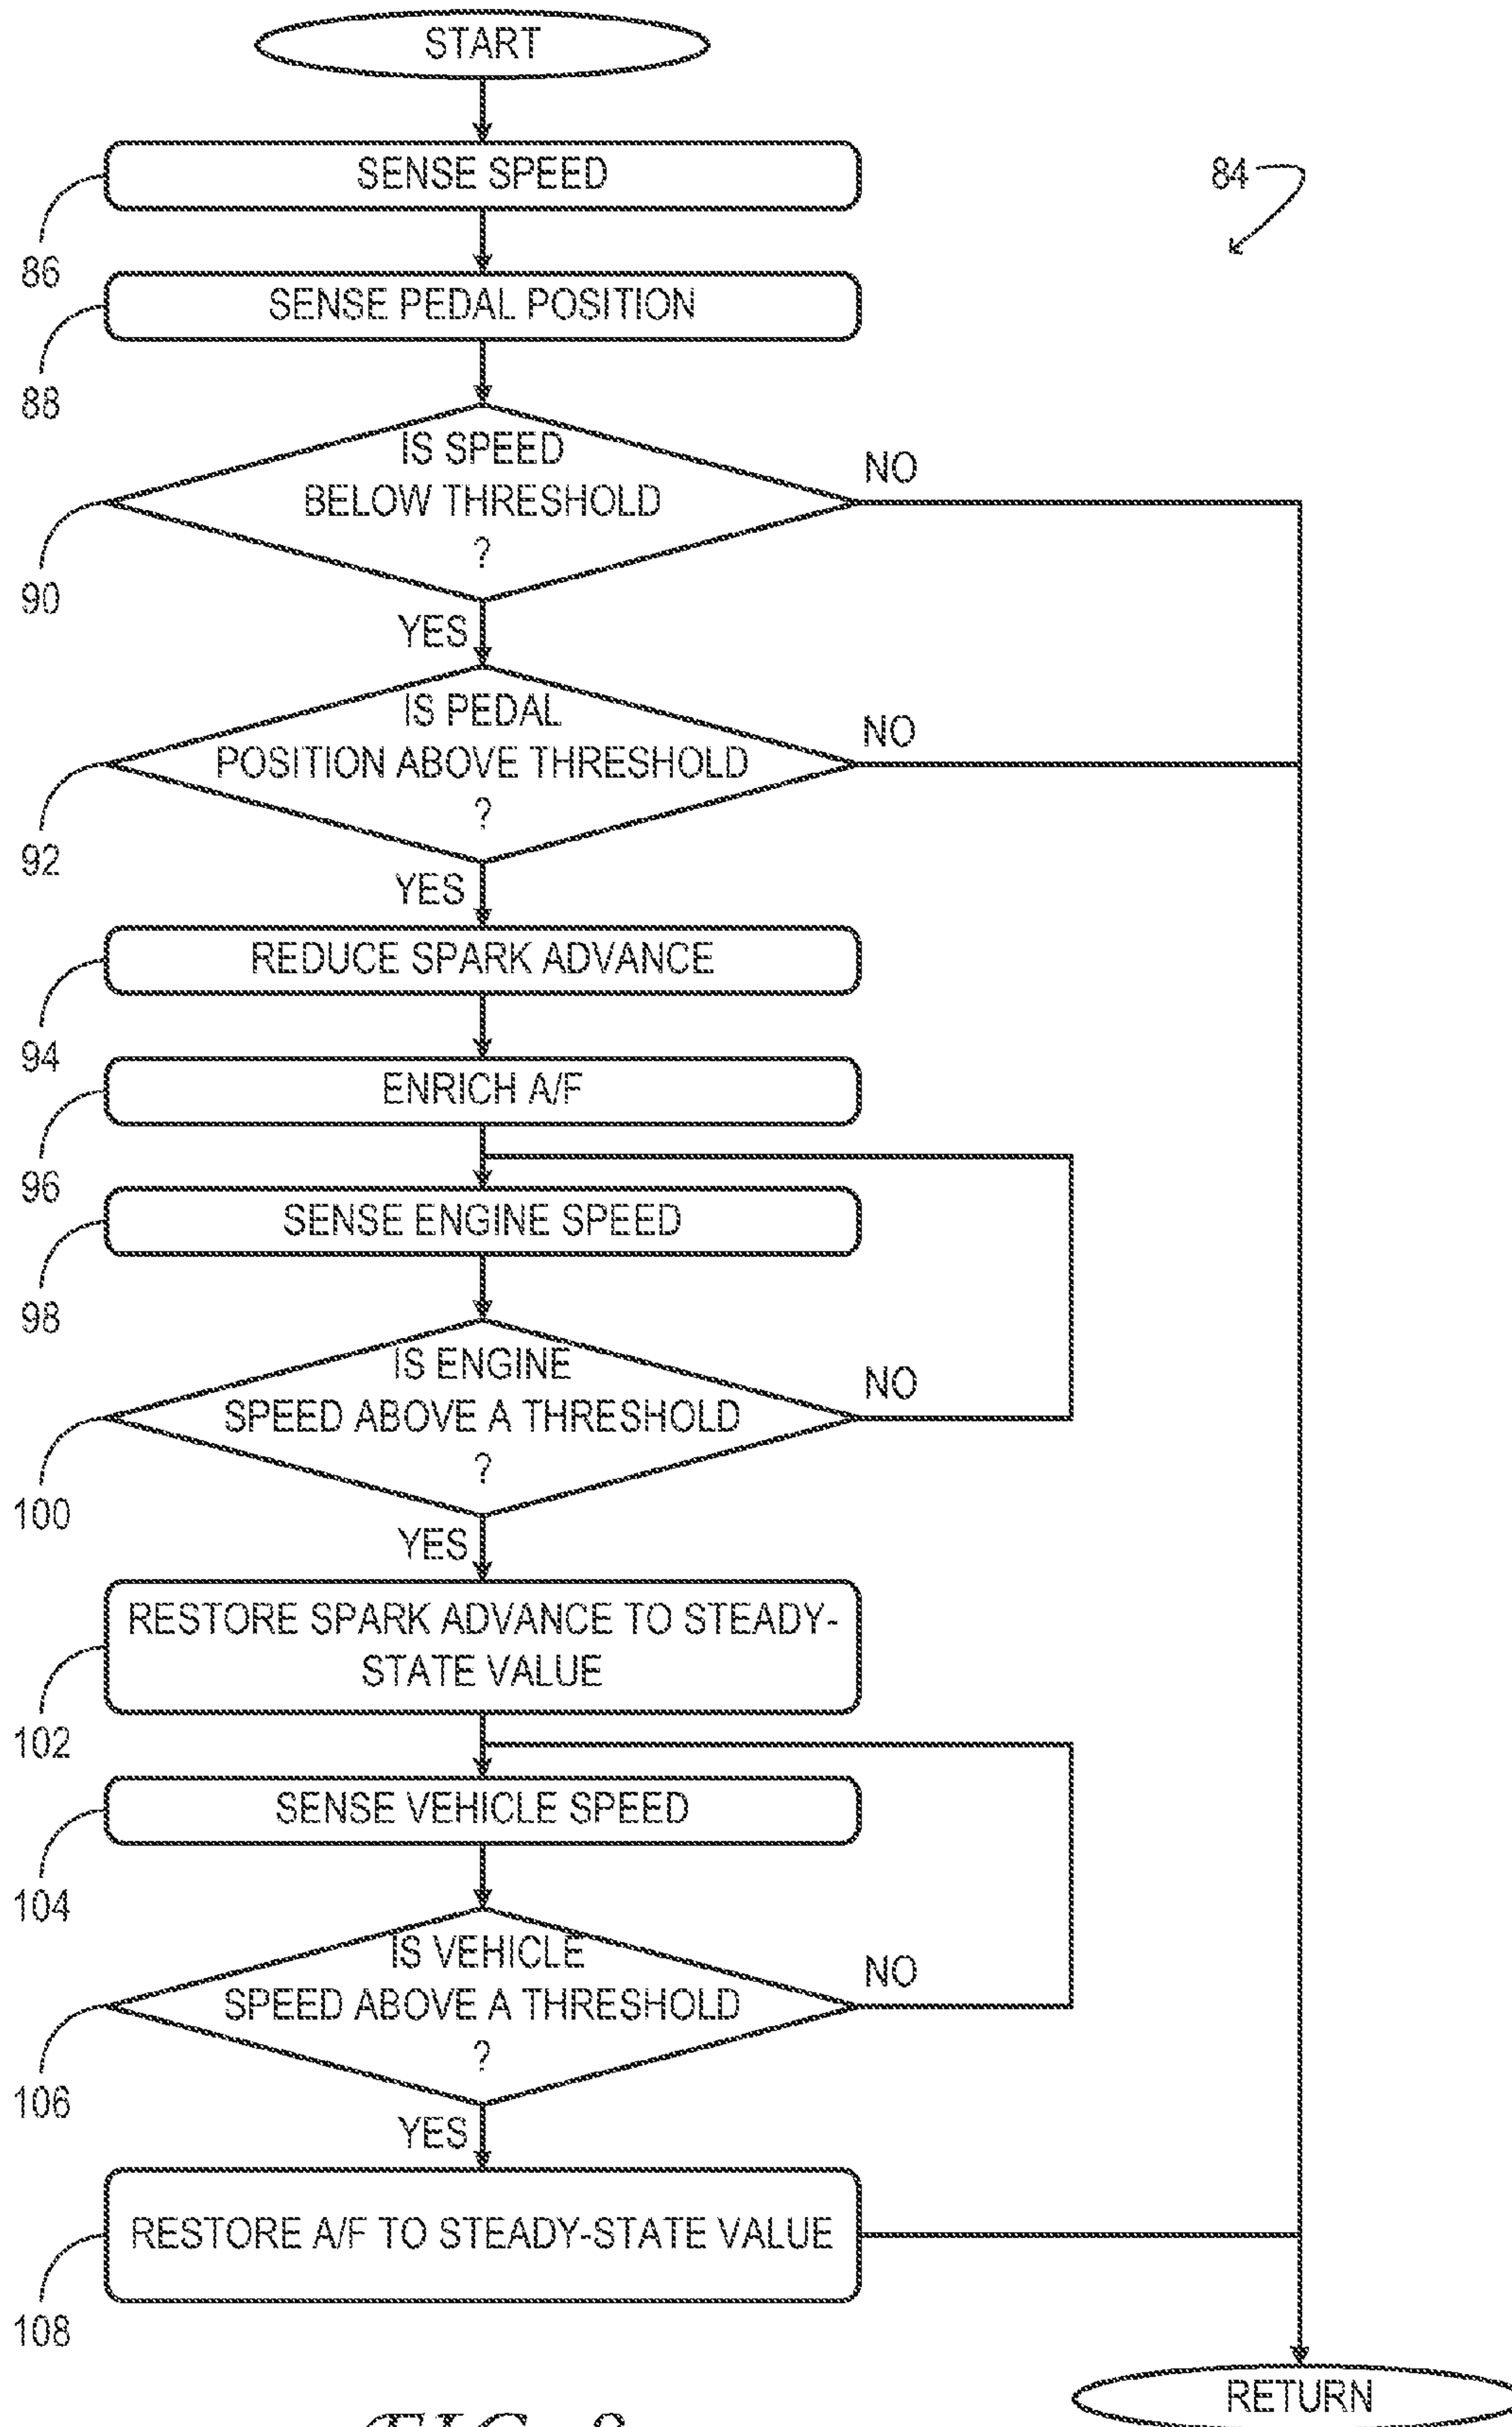 START
SENSE SPEED
84
86
SENSE PEDAL POSITION
88
IS SPEED
BELOW THRESHOLD
?
NO
90
YES
IS PEDAL
POSITION ABOVE THRESHOLD
?
NO
92
YES
REDUCE SPARK ADVANCE
94
ENRICH A/F
96
SENSE ENGINE SPEED
98
IS ENGINE
SPEED ABOVE A THRESHOLD
?
NO
100
YES
RESTORE SPARK ADVANCE TO STEADY-
STATE VALUE
102
SENSE VEHICLE SPEED
104
IS VEHICLE
SPEED ABOVE A THRESHOLD
?
NO
106
YES
RESTORE A/F TO STEADY-STATE VALUE
108
RETURN